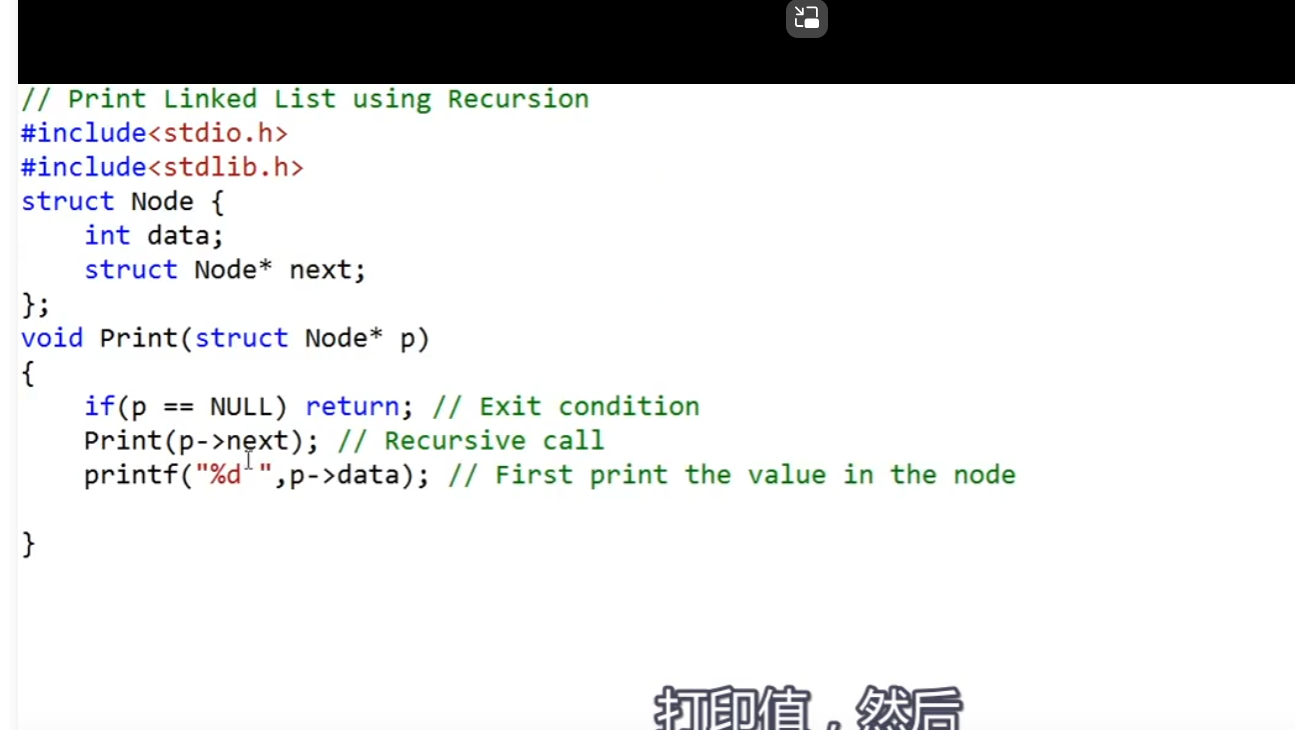 // Print Linked List using Recursion
#include<stdio.h>
#include<stdlib.h>
struct Node {
    int data;
    struct Node* next;
};
void Print(struct Node* p)
{
    if(p == NULL) return; // Exit condition
    Print(p->next); // Recursive call
    printf("%d ",p->data); // First print the value in the node
}
打印值，然后